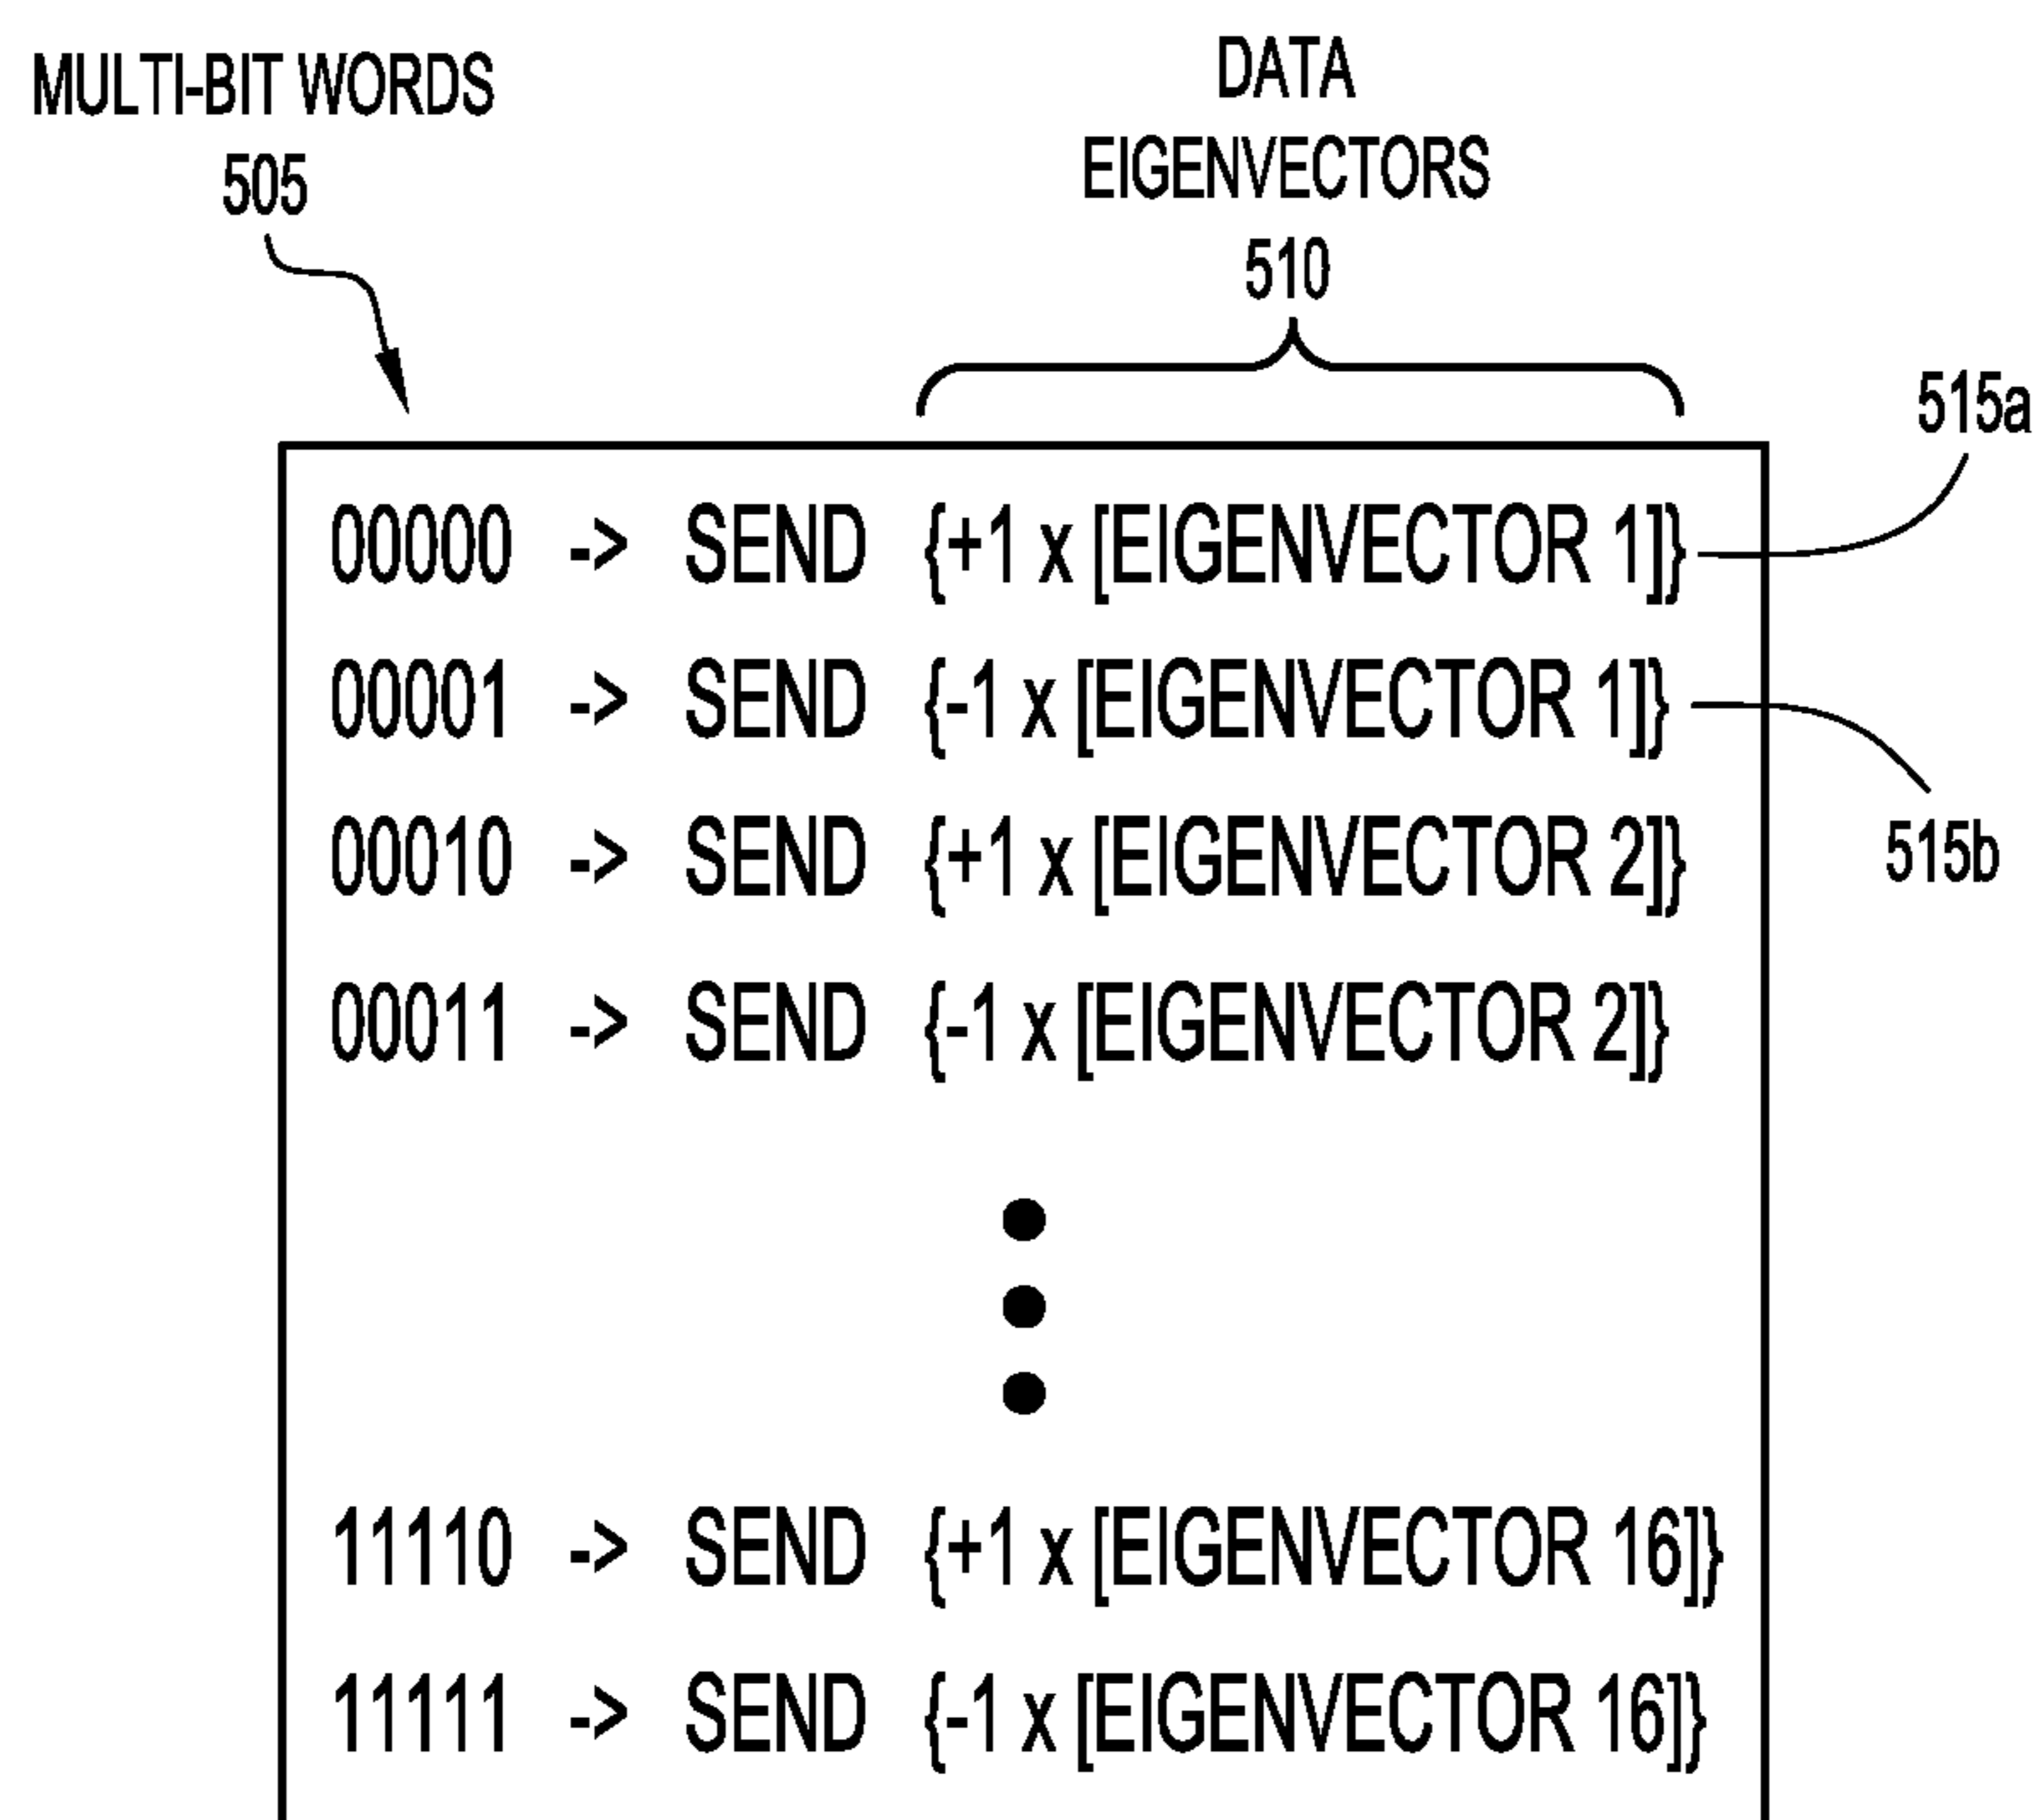 MULTI-BIT WORDS
505
DATA
EIGENVECTORS
510
515a
00000 -> SEND {+1 x [EIGENVECTOR 1]}
00001 -> SEND {-1 x [EIGENVECTOR 1]}
515b
00010 -> SEND {+1 x [EIGENVECTOR 2]}
00011 -> SEND {-1 x [EIGENVECTOR 2]}
11110 -> SEND {+1 x [EIGENVECTOR 16]}
11111 -> SEND {-1 x [EIGENVECTOR 16]}